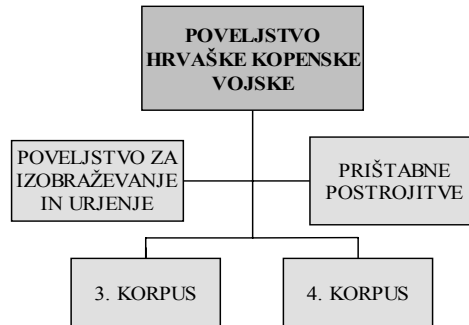 POVELJSTVO
HRVAŠKE KOPENSKE
VOJSKE
POVELJSTVO ZA
IZOBRAŽEVANJE
IN URJENJE
PRIŠTABNE
POSTROJITVE
3. KORPUS
4. KORPUS